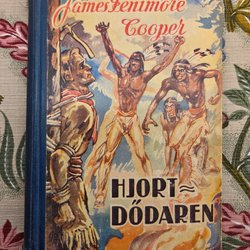 James Fenimore
Cooper
HJORT=
DÖDAREN